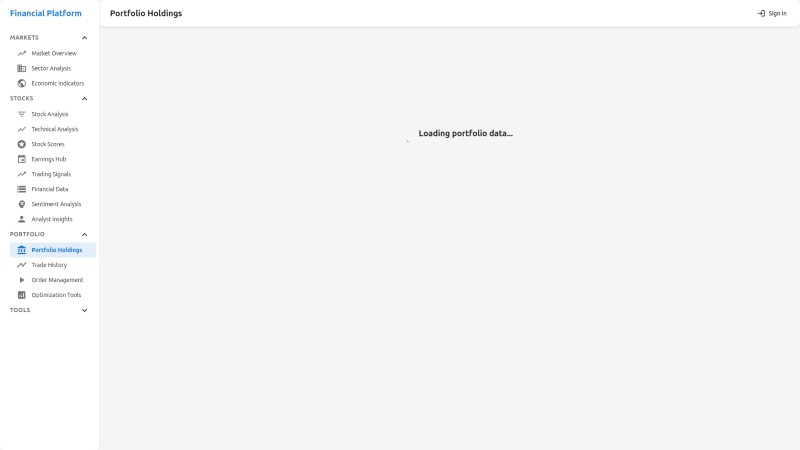 Financial Platform
Portfolio Holdings
Sign In
MARKETS
Market Overview
Sector Analysis
Economic Indicators
STOCKS
Stock Analysis
Technical Analysis
Stock Scores
Earnings Hub
Trading Signals
Financial Data
Sentiment Analysis
Analyst Insights
PORTFOLIO
Portfolio Holdings
Trade History
Order Management
Optimization Tools
TOOLS
Loading portfolio data...